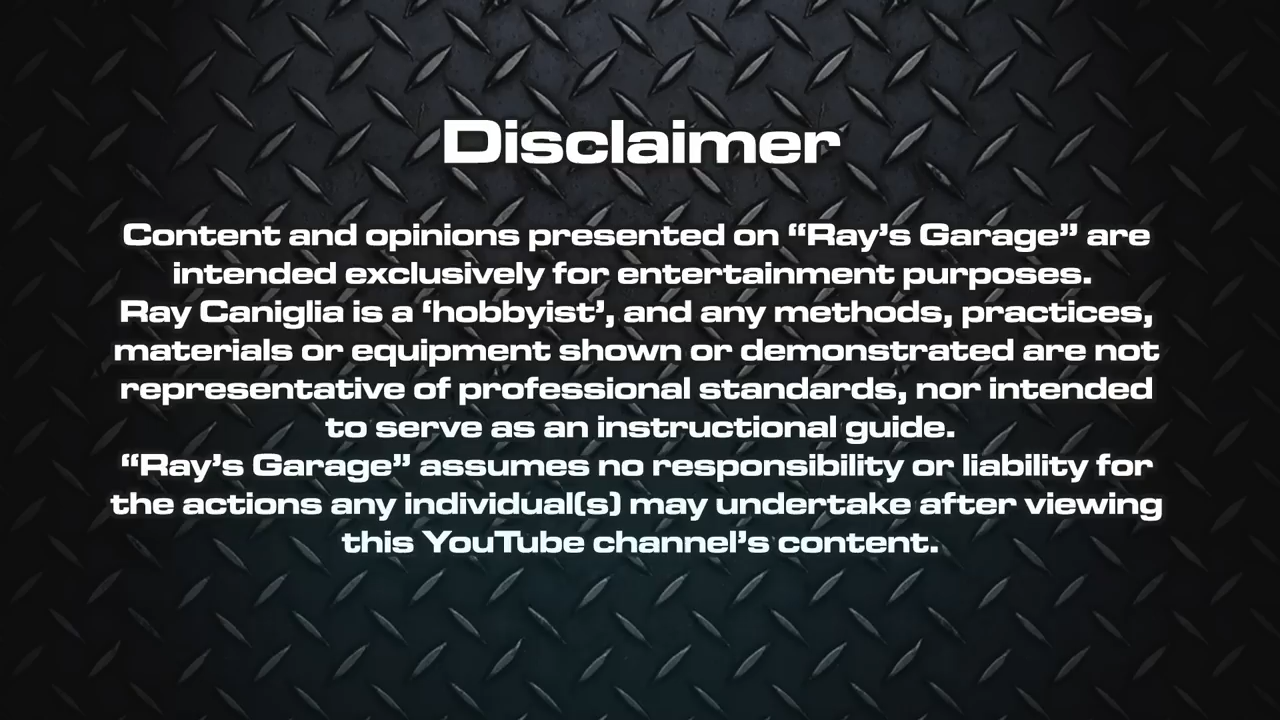 Disclaimer
Content and opinions presented on “Ray’s Garage” are
intended exclusively for entertainment purposes.
Ray Caniglia is a ‘hobbyist’, and any methods, practices,
materials or equipment shown or demonstrated are not
representative of professional standards, nor intended
to serve as an instructional guide.
“Ray’s Garage” assumes no responsibility or liability for
the actions any individual(s) may undertake after viewing
this YouTube channel’s content.